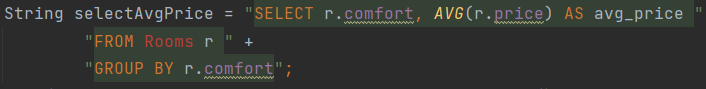 String selectAvgPrice = "SELECT r.comfort, AVG(r.price) AS avg_price "
"FROM Rooms r " +
"GROUP BY r.comfort";